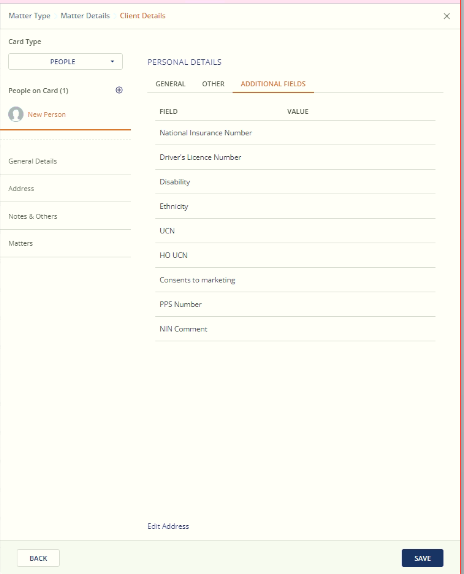 Matter Type Matter Details Client Details
Card Type
PEOPLE
People on Card (1)
New Person
General Details
Address
Notes & Others
Matters
PERSONAL DETAILS
GENERAL OTHER ADDITIONAL FIELDS
FIELD VALUE
National Insurance Number
Driver's Licence Number
Disability
Ethnicity
UCN
HO UCN
Consents to marketing
PPS Number
NIN Comment
Edit Address
BACK SAVE